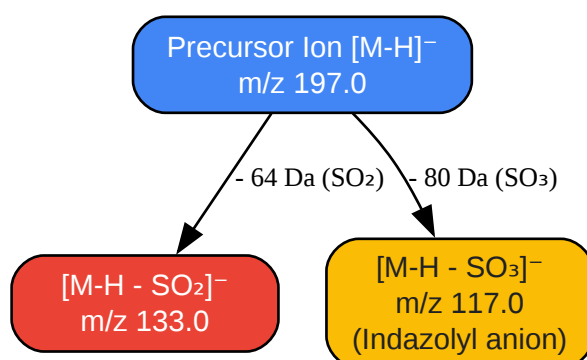 Precursor Ion [M-H]⁻
m/z 197.0
- 64 Da (SO₂)
- 80 Da (SO₃)
[M-H - SO₂]⁻
m/z 133.0
[M-H - SO₃]⁻
m/z 117.0
(Indazolyl anion)